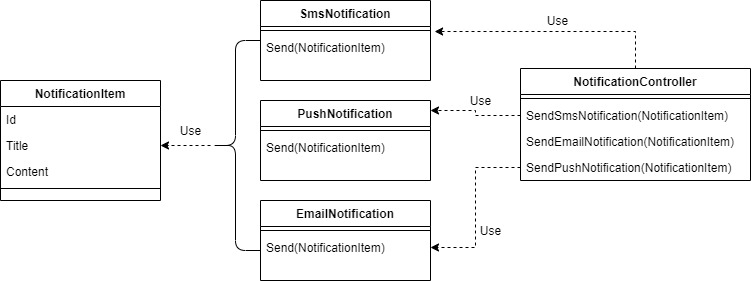 SmsNotification
Send(NotificationItem)
Use
NotificationItem
Id
Title
Content
Use
PushNotification
Send(NotificationItem)
Use
NotificationController
SendSmsNotification(NotificationItem)
SendEmailNotification(NotificationItem)
SendPushNotification(NotificationItem)
EmailNotification
Send(NotificationItem)
Use